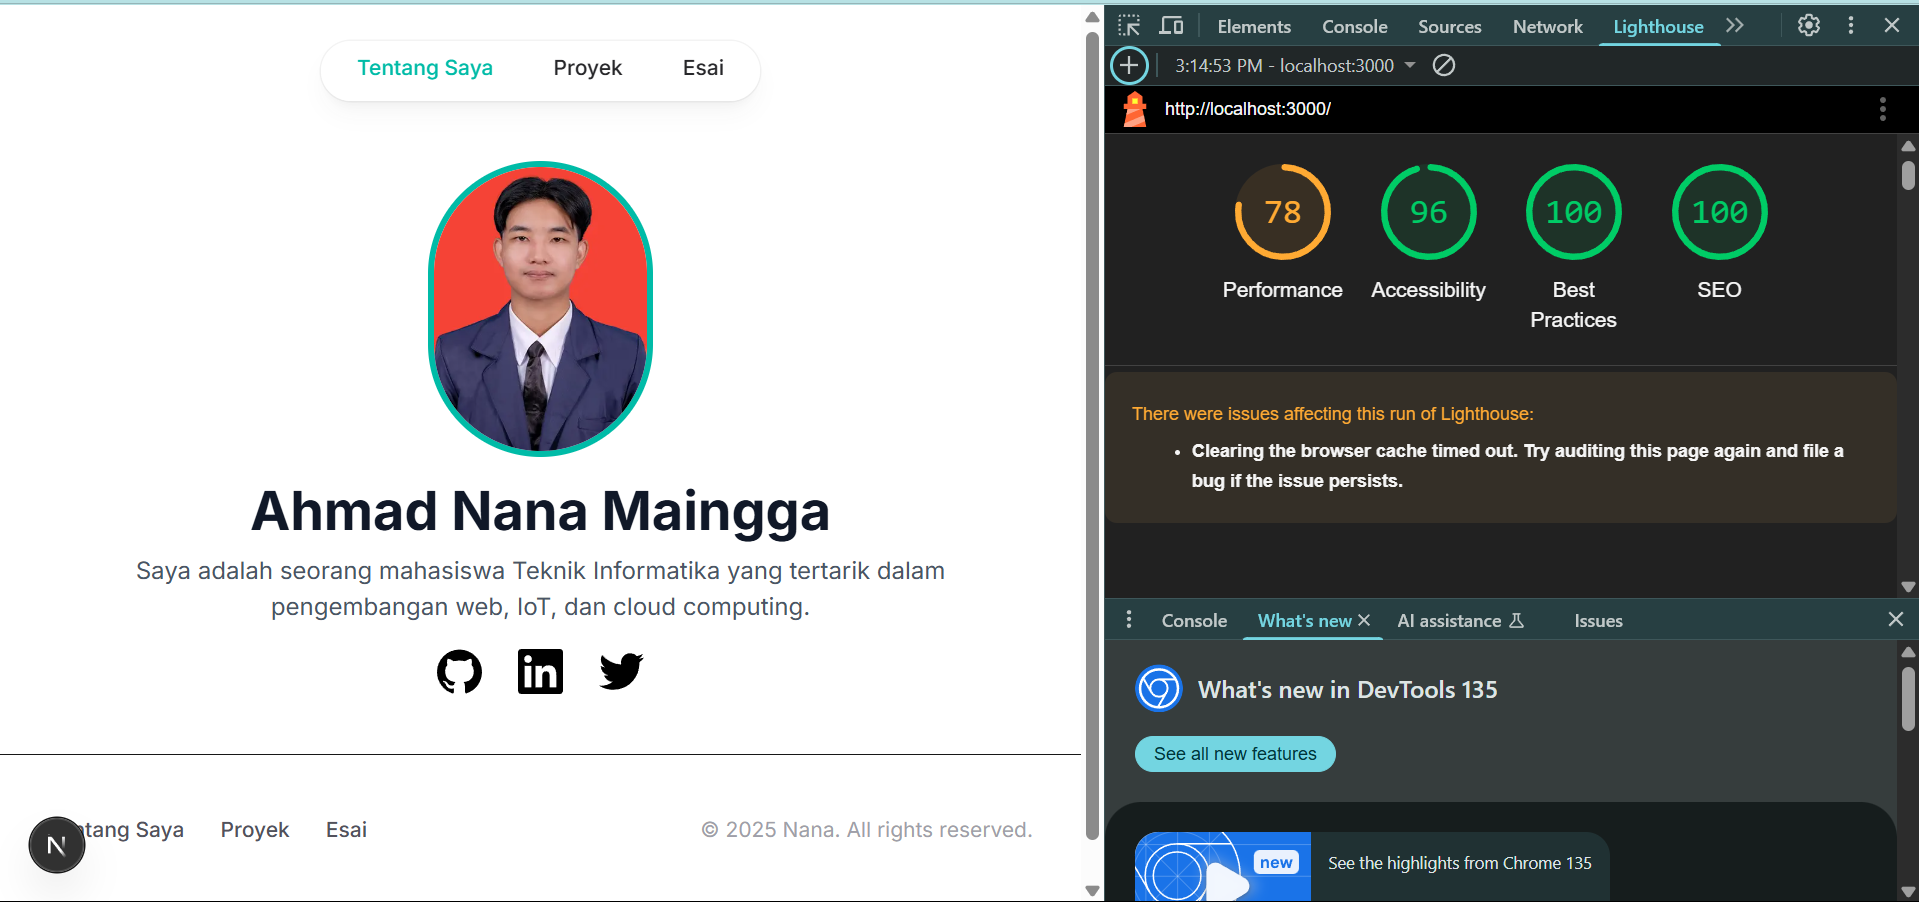 Tentang Saya Proyek Esai
Ahmad Nana Maingga
Saya adalah seorang mahasiswa Teknik Informatika yang tertarik dalam
pengembangan web, IoT, dan cloud computing.
in
ntang Saya Proyek Esai © 2025 Nana. All rights reserved.
N
Elements Console Sources Network Lighthouse
3:14:53 PM - localhost:3000
http://localhost:3000/
78 96 100 100
Performance Accessibility Best Practices SEO
There were issues affecting this run of Lighthouse:
Clearing the browser cache timed out. Try auditing this page again and file a
bug if the issue persists.
Console What's new AI assistance Issues
What's new in DevTools 135
See all new features
new
See the highlights from Chrome 135